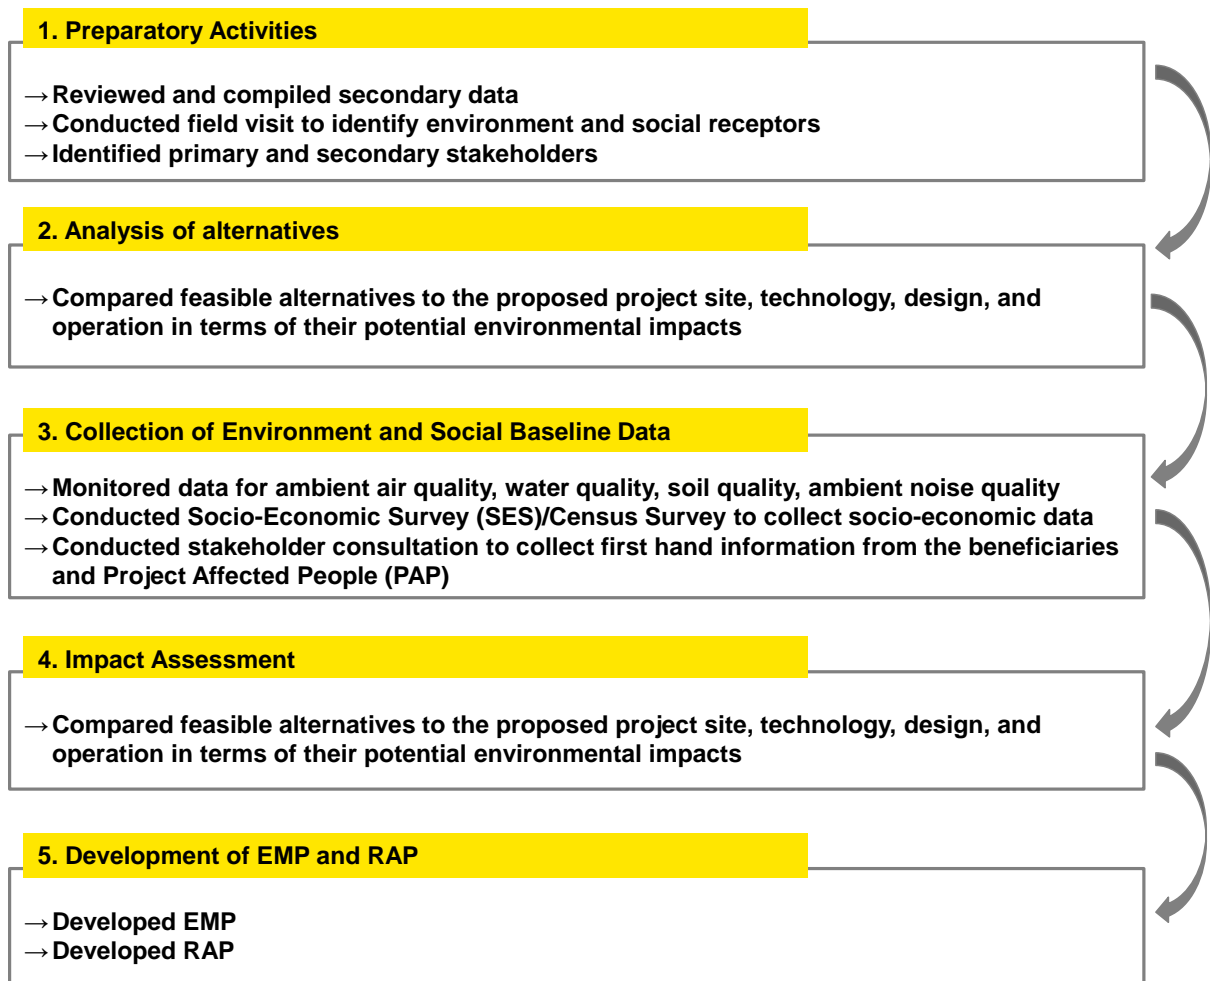 1. Preparatory Activities
→Reviewed and compiled secondary data
→Conducted field visit to identify environment and social receptors
→Identified primary and secondary stakeholders
2. Analysis of alternatives
→Compared feasible alternatives to the proposed project site, technology, design, and
operation in terms of their potential environmental impacts
3. Collection of Environment and Social Baseline Data
→Monitored data for ambient air quality, water quality, soil quality, ambient noise quality
→Conducted Socio-Economic Survey (SES)/Census Survey to collect socio-economic data
→Conducted stakeholder consultation to collect first hand information from the beneficiaries
and Project Affected People (PAP)
4. Impact Assessment
→Compared feasible alternatives to the proposed project site, technology, design, and
operation in terms of their potential environmental impacts
5. Development of EMP and RAP
→Developed EMP
→Developed RAP